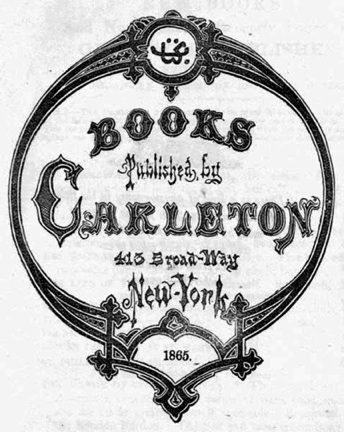 BOOKS
Published by
CARLETON
413 Broad-Way
New-York
1865.